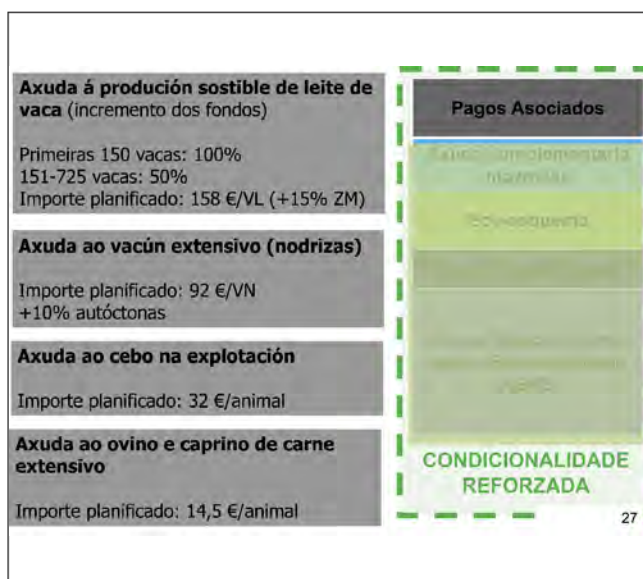 Axuda á produción sostible de leite de
vaca (incremento dos fondos)
Primeiras 150 vacas: 100%
151-725 vacas: 50%
Importe planificado: 158 €/VL (+15% ZM)
Axuda ao vacún extensivo (nodrizas)
Importe planificado: 92 €/VN
+10% autóctonas
Axuda ao cebo na explotación
Importe planificado: 32 €/animal
Axuda ao ovino e caprino de carne
extensivo
Importe planificado: 14,5 €/animal
Pagos Asociados
CONDICIONALIDADE
REFORZADA
27